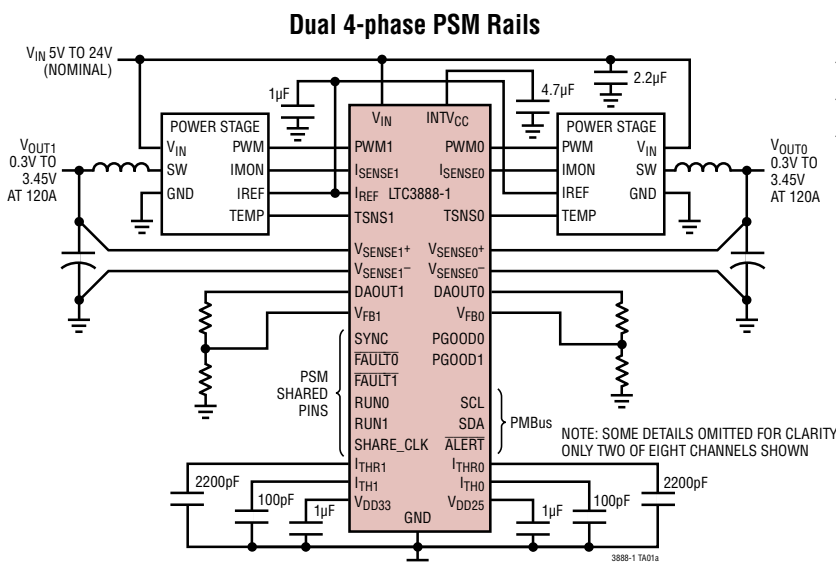 Dual 4-phase PSM Rails
VIN 5V TO 24V
(NOMINAL)
1µF
4.7µF
2.2µF
VIN
INTVCC
POWER STAGE
VIN
SW
GND
PWM
IMON
IREF
TEMP
VOUT1
0.3V TO
3.45V
AT 120A
PWM1
ISENSE1
IREF
TSNS1
VSENSE1+
VSENSE1–
DAOUT1
VFB1
LTC3888-1
PWM0
ISENSE0
TSNS0
VSENSE0+
VSENSE0–
DAOUT0
VFB0
POWER STAGE
PWM
IMON
IREF
TEMP
VIN
SW
GND
VOUT0
0.3V TO
3.45V
AT 120A
PSM
SHARED
PINS
SYNC
FAULT0
FAULT1
RUN0
RUN1
SHARE_CLK
ITHR1
ITH1
VDD33
PGOOD0
PGOOD1
SCL
SDA
ALERT
PMBus
ITHR0
ITH0
VDD25
GND
NOTE: SOME DETAILS OMITTED FOR CLARITY
ONLY TWO OF EIGHT CHANNELS SHOWN
2200pF
100pF
1µF
1µF
100pF
2200pF
3888-1 TA01a